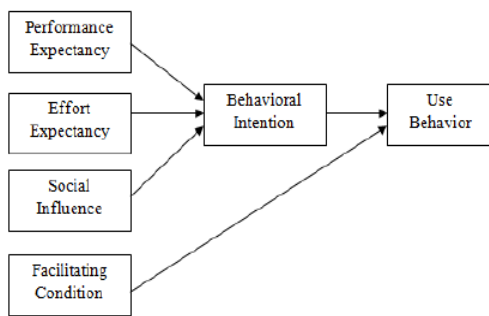 Performance
Expectancy
Effort
Expectancy
Social
Influence
Facilitating
Condition
Behavioral
Intention
Use
Behavior